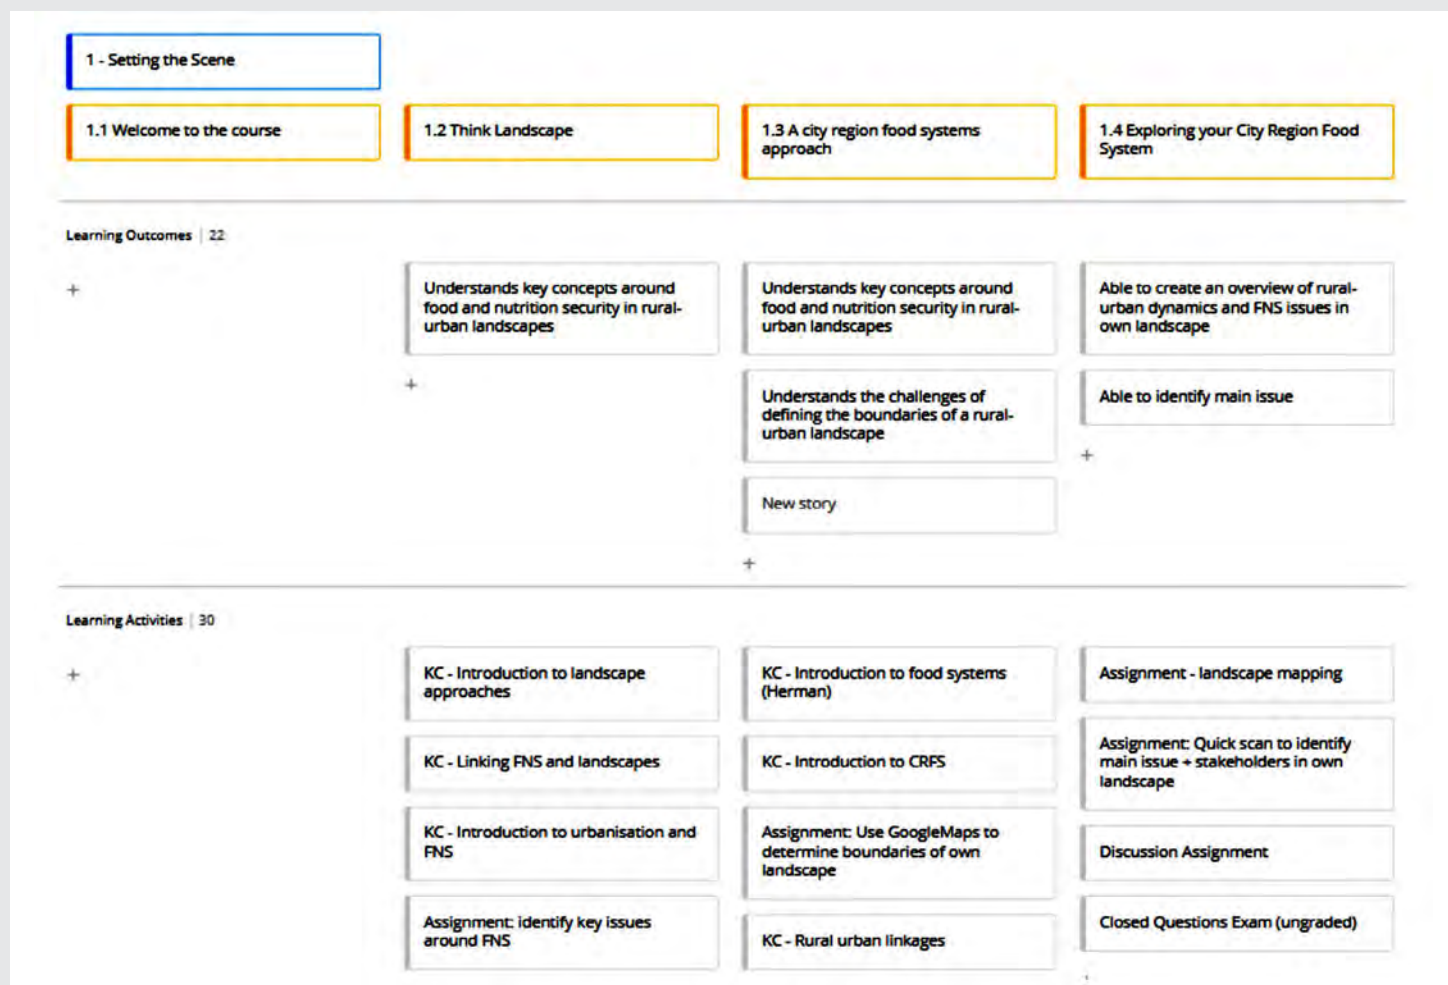 1 - Setting the Scene
1.1 Welcome to the course
1.2 Think Landscape
1.3 A city region food systems
approach
1.4 Exploring your City Region Food
System
Learning Outcomes | 22
+
Understands key concepts around
food and nutrition security in rural-
urban landscapes
+
Understands key concepts around
food and nutrition security in rural-
urban landscapes
Understands the challenges of
defining the boundaries of a rural-
urban landscape
New story
+
Able to create an overview of rural-
urban dynamics and FNS issues in
own landscape
Able to identify main issue
+
Learning Activities | 30
+
KC - Introduction to landscape
approaches
KC - Linking FNS and landscapes
KC - Introduction to urbanisation and
FNS
Assignment: identify key issues
around FNS
KC - Introduction to food systems
(Herman)
KC - Introduction to CRFS
Assignment: Use GoogleMaps to
determine boundaries of own
landscape
KC - Rural urban linkages
Assignment - landscape mapping
Assignment: Quick scan to identify
main issue + stakeholders in own
landscape
Discussion Assignment
Closed Questions Exam (ungraded)